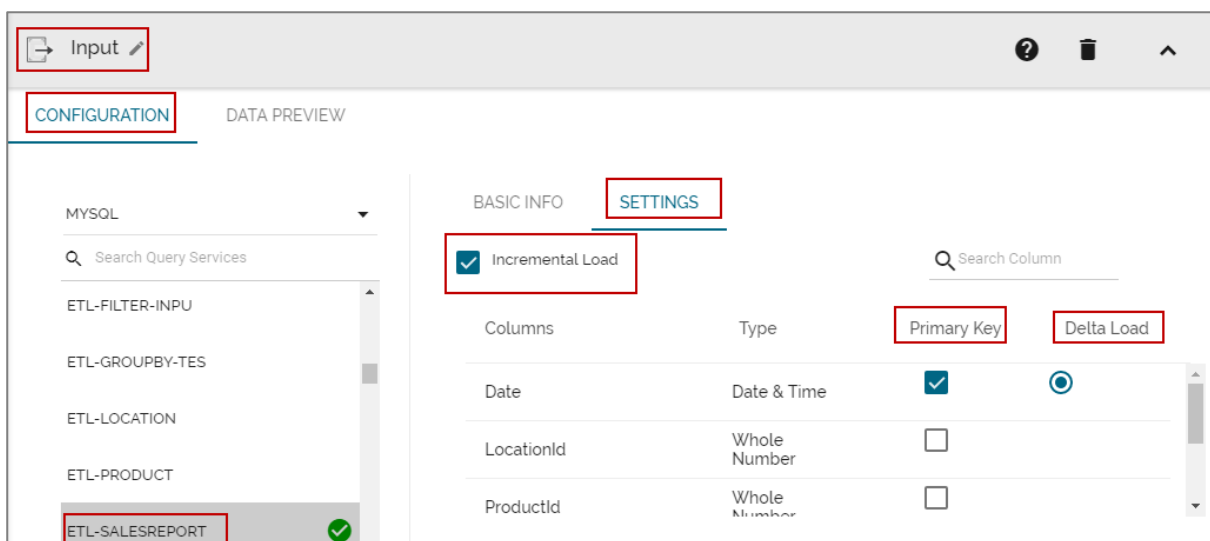 Input
CONFIGURATION DATA PREVIEW
MYSQL
Search Query Services
ETL-FILTER-INPU
ETL-GROUPBY-TES
ETL-LOCATION
ETL-PRODUCT
ETL-SALESREPORT
BASIC INFO SETTINGS
Incremental Load
Search Column
Columns Type Primary Key Delta Load
Date Date & Time
LocationId Whole
Number
ProductId Whole
Number